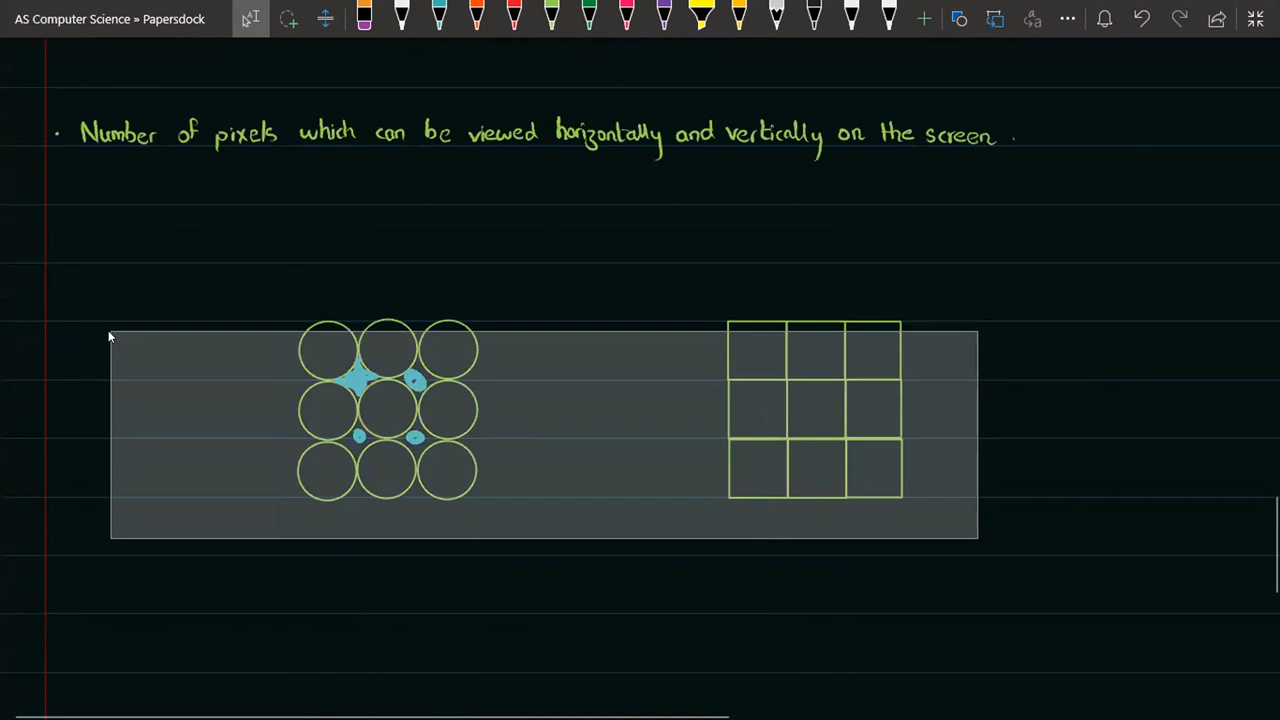 AS Computer Science » Papersdock
· Number of pixels which can be viewed horizontally and vertically on the screen.